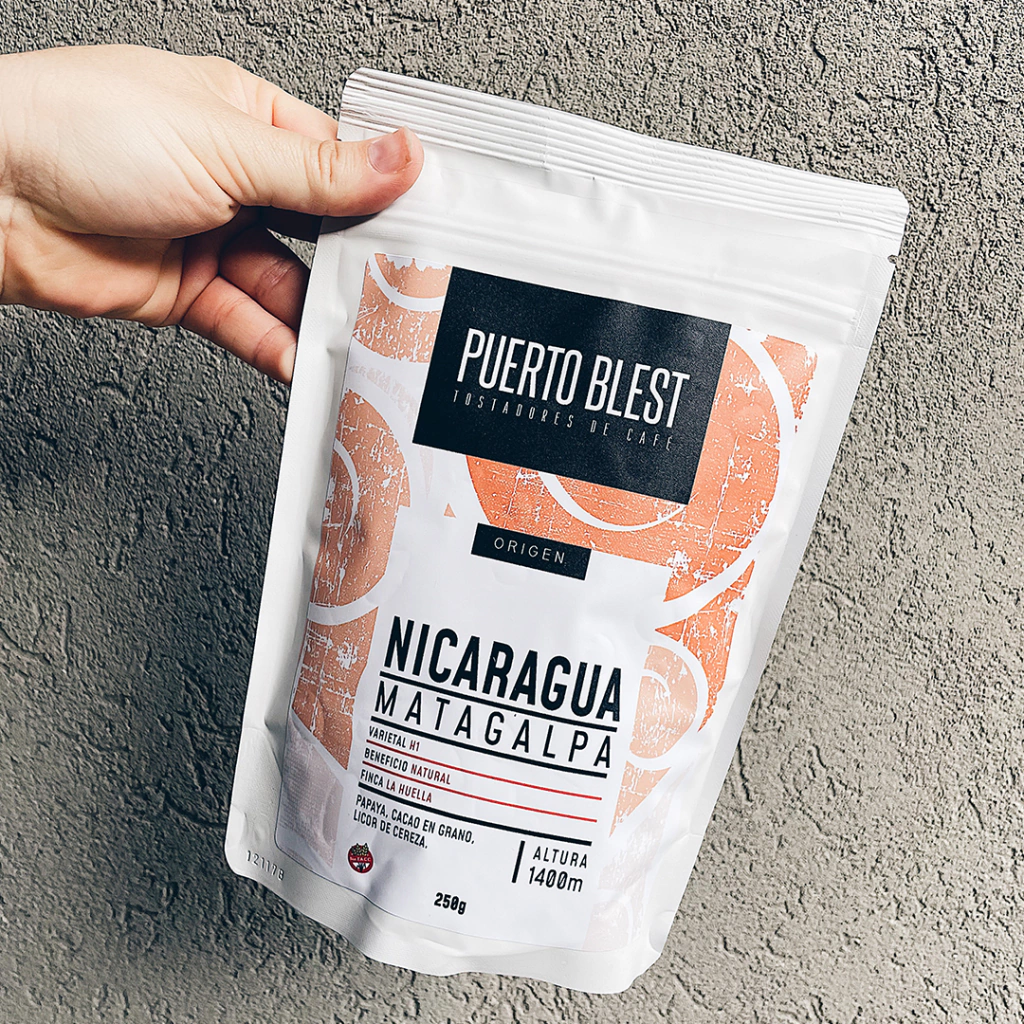 PUERTO BLEST
TOSTADORES DE CAFÉ
ORIGEN
NICARAGUA
MATAGALPA
VARIETAL H1
BENEFICIO NATURAL
FINCA LA HUELLA
PAPAYA, CACAO EN GRANO,
LICOR DE CEREZA.
ALTURA
1400m
250g